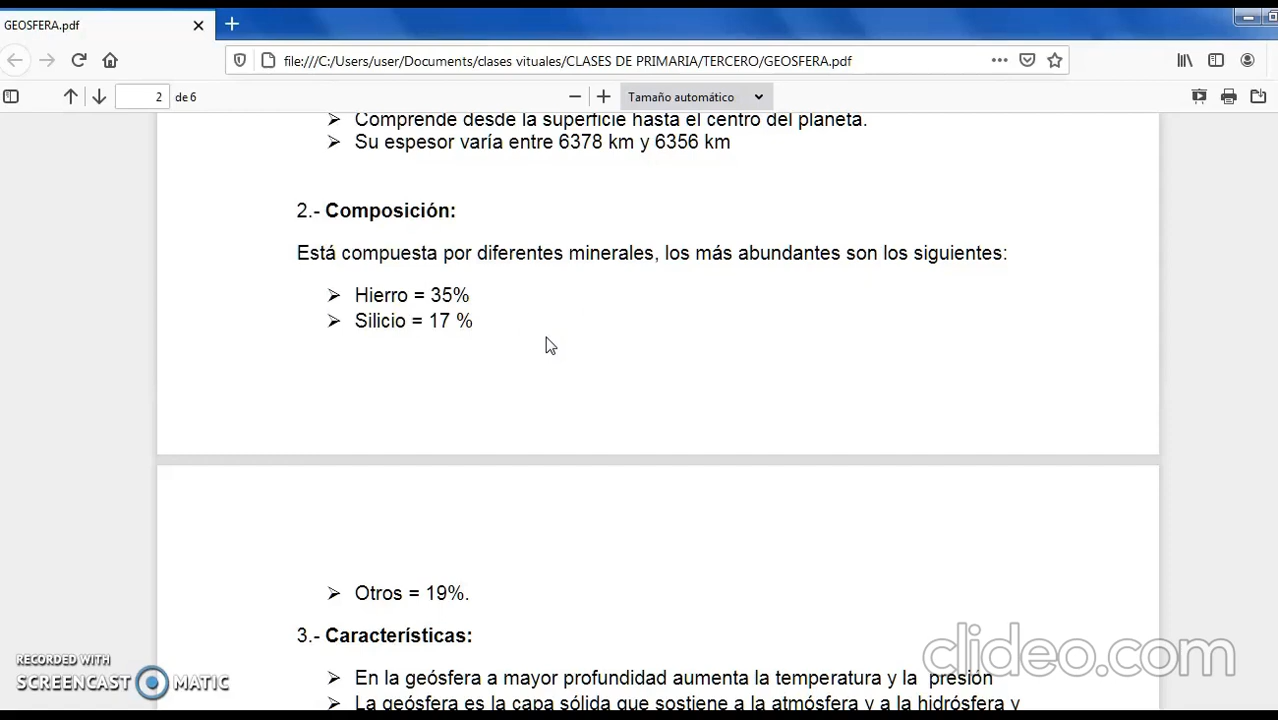 GEOSFERA.pdf
file:///C:/Users/user/Documents/clases vituales/CLASES DE PRIMARIA/TERCERO/GEOSFERA.pdf
2 de 6
Tamaño automático
Comprende desde la superficie hasta el centro del planeta.
Su espesor varía entre 6378 km y 6356 km
2.- Composición:
Está compuesta por diferentes minerales, los más abundantes son los siguientes:
Hierro = 35%
Silicio = 17 %
Otros = 19%.
3.- Características:
En la geósfera a mayor profundidad aumenta la temperatura y la presión
La geósfera es la capa sólida que sostiene a la atmósfera y a la hidrósfera y
RECORDED WITH
SCREENCAST MATIC
clideo.com